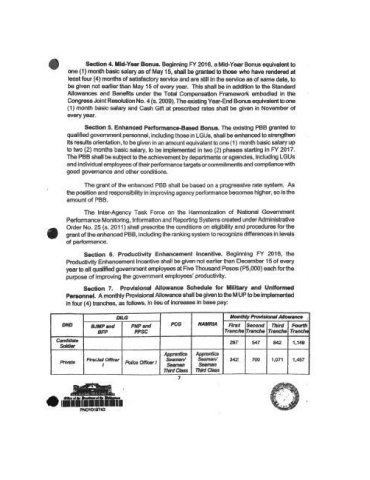 Section 4. Mid-Year Bonus. Beginning FY 2016, a Mid-Year Bonus equivalent to
one (1) month basic salary as of May 15, shall be granted to those who have rendered at
least four (4) months of satisfactory service and are still in the service as of same date, to
be given not earlier than May 15 of every year. This shall be in addition to the Standard
Allowances and Benefits under the Total Compensation Framework embodied in the
Congress Joint Resolution No. 4 (s. 2009). The existing Year-End Bonus equivalent to one
(1) month basic salary and Cash Gift at prescribed rates shall be given in November of
every year.
Section 5. Enhanced Performance-Based Bonus. The existing PBB granted to
qualified government personnel, including those in LGUs, shall be enhanced to strengthen
its results orientation, to be given in an amount equivalent to one (1) month basic salary up
to two (2) months basic salary, to be implemented in two (2) phases starting in FY 2017.
The PBB shall be subject to the achievement by departments or agencies, including LGUs
and individual employees of their performance targets or commitments and compliance with
good governance and other conditions.
The grant of the enhanced PBB shall be based on a progressive rate system. As
the position and responsibility in improving agency performance becomes higher, so is the
amount of PBB.
The Inter-Agency Task Force on the Harmonization of National Government
Performance Monitoring, Information and Reporting Systems created under Administrative
Order No. 25 (s. 2011) shall prescribe the conditions on eligibility and procedures for the
grant of the enhanced PBB, including the ranking system to recognize differences in levels
of performance.
Section 6. Productivity Enhancement Incentive. Beginning FY 2016, the
Productivity Enhancement Incentive shall be given not earlier than December 15 of every
year to all qualified government employees at Five Thousand Pesos (P5,000) each for the
purpose of improving the government employees' productivity.
Section 7. Provisional Allowance Schedule for Military and Uniformed
Personnel. A monthly Provisional Allowance shall be given to the MUP to be implemented
in four (4) tranches, as follows, in lieu of increase in base pay:
DND DILG PCG NAMRIA Monthly Provisional Allowance
BJMP and BFP PNP and PPSC First Tranche Second Tranche Third Tranche Fourth Tranche
Candidate Soldier 267 547 842 1,149
Private Fire/Jail Officer I Police Officer I Apprentice Seaman/ Seaman Third Class Apprentice Seaman/ Seaman Third Class 342 700 1,071 1,457
7